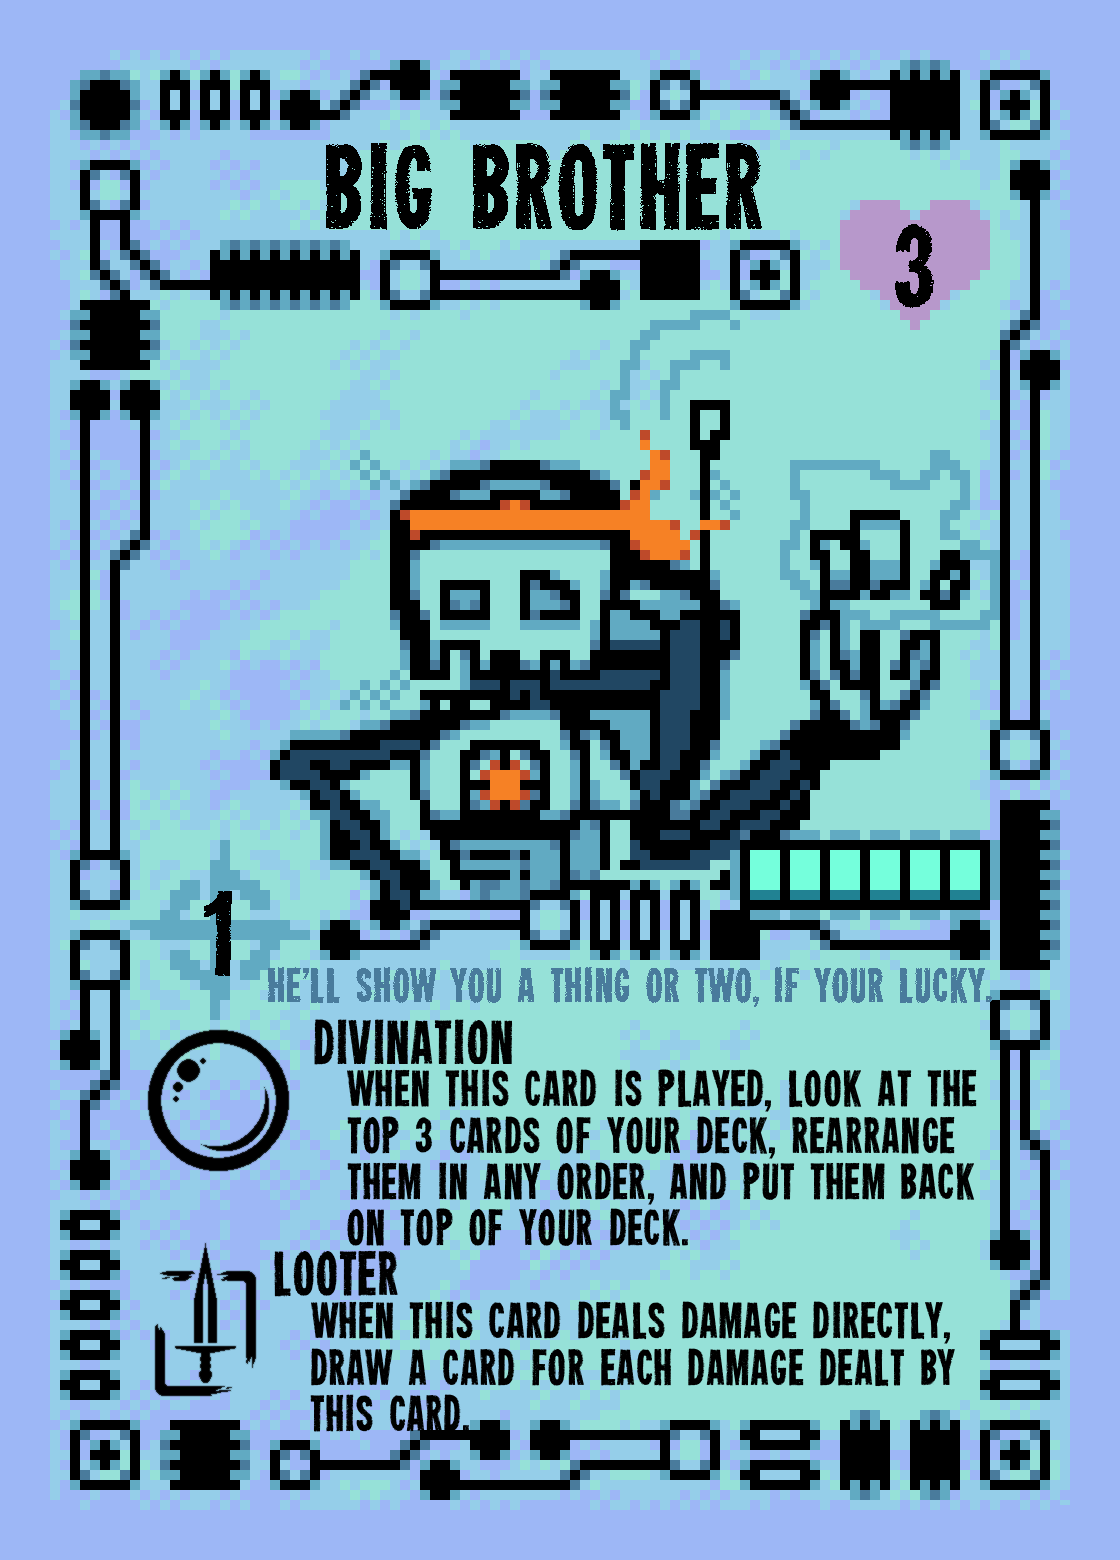 BIG BROTHER
3
1
HE'LL SHOW YOU A THING OR TWO, IF YOUR LUCKY.
DIVINATION
WHEN THIS CARD IS PLAYED, LOOK AT THE
TOP 3 CARDS OF YOUR DECK, REARRANGE
THEM IN ANY ORDER, AND PUT THEM BACK
ON TOP OF YOUR DECK.
LOOTER
WHEN THIS CARD DEALS DAMAGE DIRECTLY,
DRAW A CARD FOR EACH DAMAGE DEALT BY
THIS CARD.